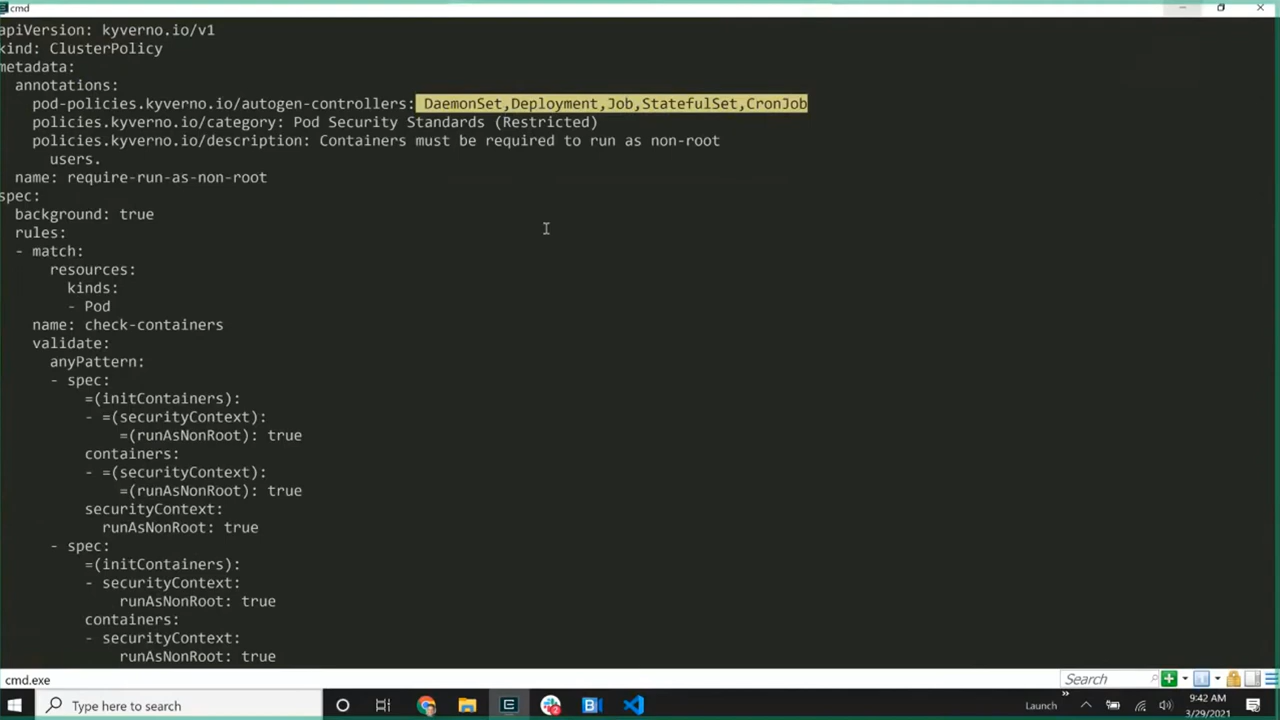 cmd
apiVersion: kyverno.io/v1
kind: ClusterPolicy
metadata:
  annotations:
    pod-policies.kyverno.io/autogen-controllers: DaemonSet,Deployment,Job,StatefulSet,CronJob
    policies.kyverno.io/category: Pod Security Standards (Restricted)
    policies.kyverno.io/description: Containers must be required to run as non-root
      users.
  name: require-run-as-non-root
spec:
  background: true
  rules:
  - match:
      resources:
        kinds:
        - Pod
    name: check-containers
    validate:
      anyPattern:
      - spec:
          =(initContainers):
          - =(securityContext):
              =(runAsNonRoot): true
          containers:
          - =(securityContext):
              =(runAsNonRoot): true
          securityContext:
            runAsNonRoot: true
      - spec:
          =(initContainers):
          - securityContext:
              runAsNonRoot: true
          containers:
          - securityContext:
              runAsNonRoot: true
cmd.exe
Search
Type here to search
Launch
9:42 AM
3/29/2021